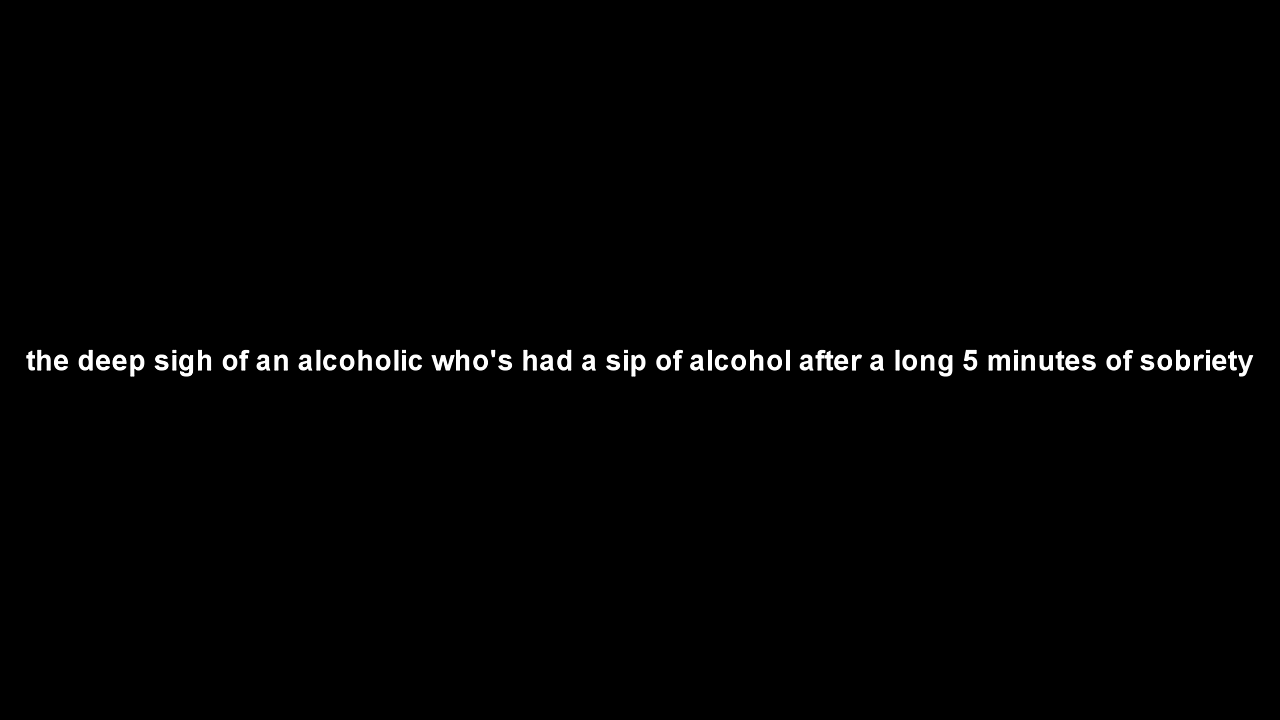 the deep sigh of an alcoholic who's had a sip of alcohol after a long 5 minutes of sobriety